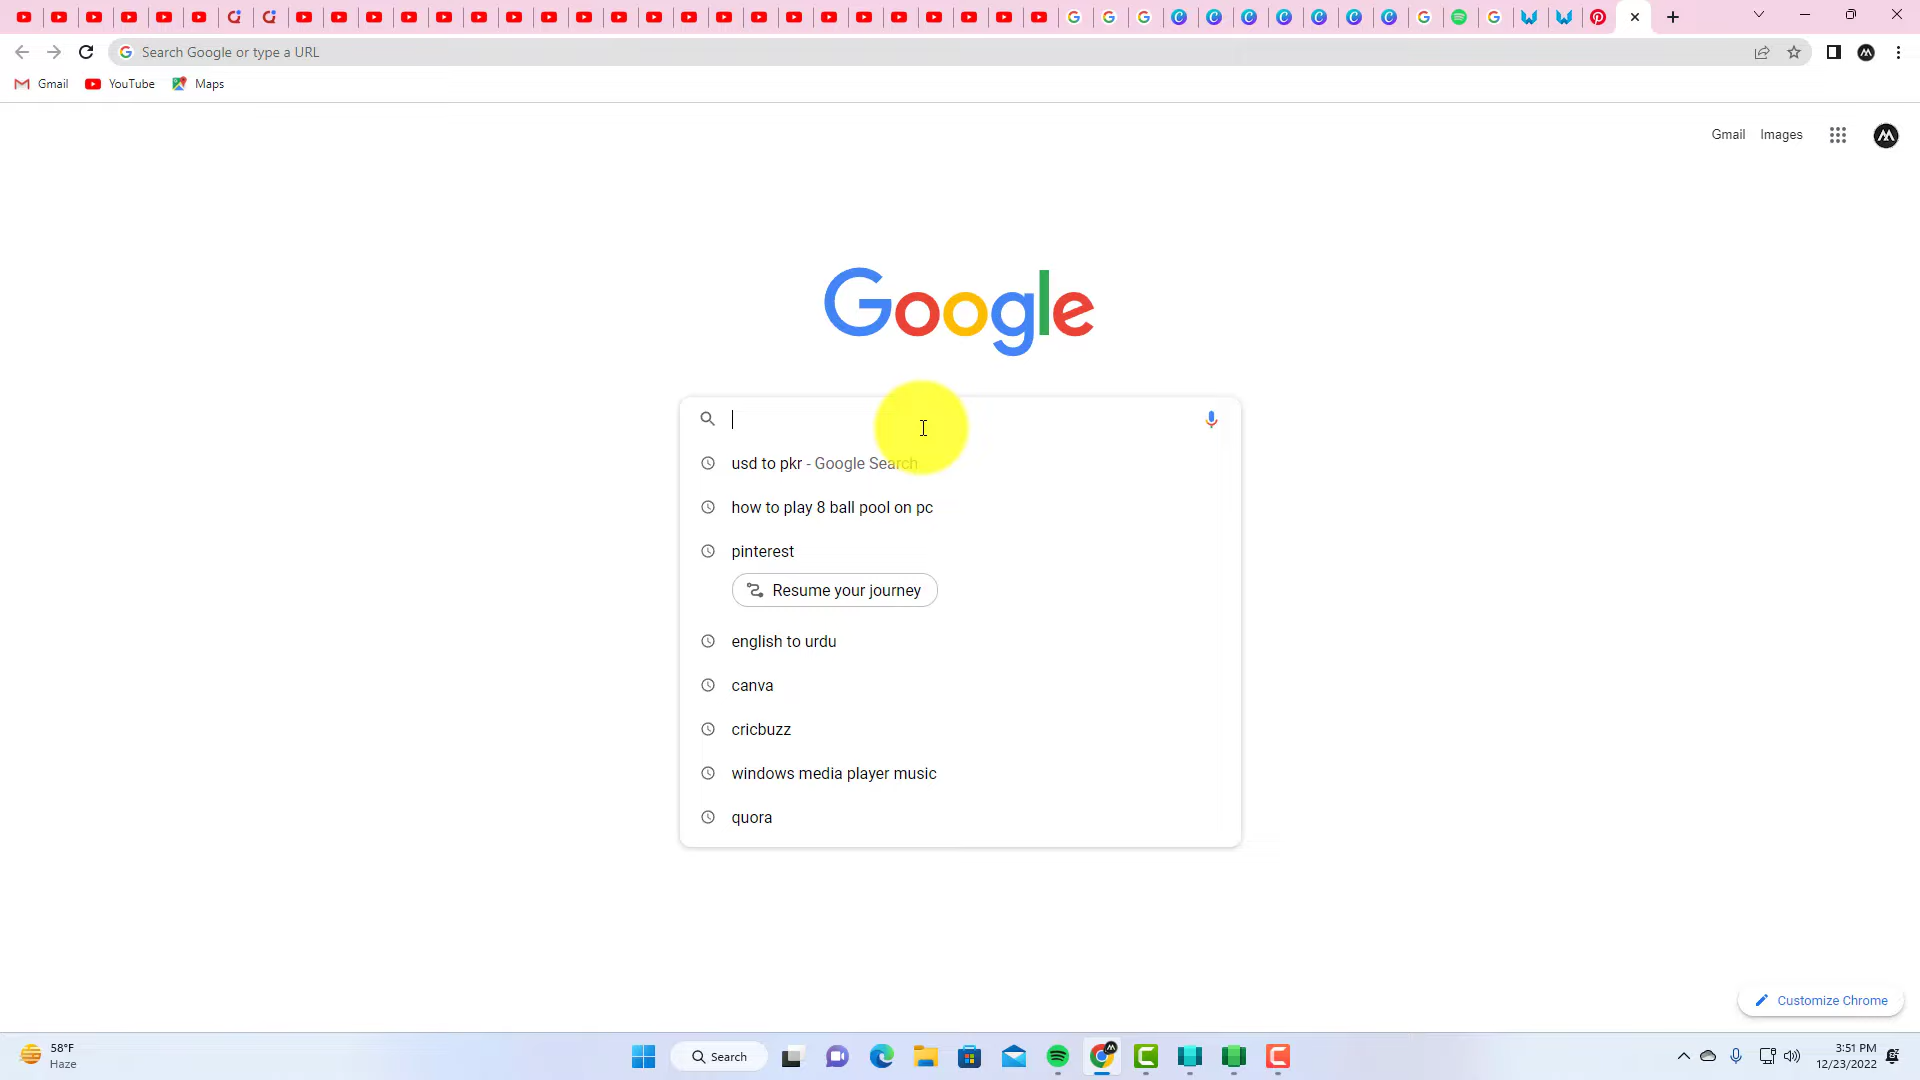 Search Google or type a URL
Gmail YouTube Maps
Gmail Images
Google
usd to pkr - Google Search
how to play 8 ball pool on pc
pinterest
Resume your journey
english to urdu
canva
cricbuzz
windows media player music
quora
Customize Chrome
58°F
Haze
Search
3:51 PM
12/23/2022